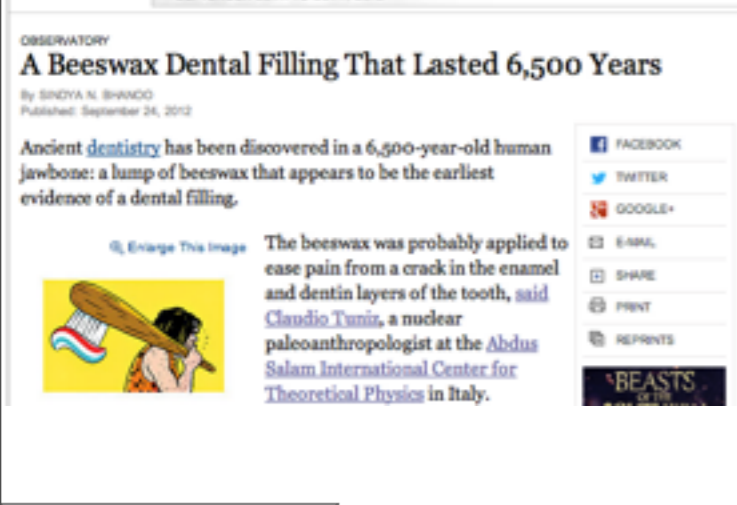 OBSERVATORY
A Beeswax Dental Filling That Lasted 6,500 Years
By SINDYA N. BHANOO
Published: September 24, 2012
Ancient dentistry has been discovered in a 6,500-year-old human
jawbone: a lump of beeswax that appears to be the earliest
evidence of a dental filling.
Enlarge This Image
The beeswax was probably applied to
ease pain from a crack in the enamel
and dentin layers of the tooth, said
Claudio Tuniz, a nuclear
paleoanthropologist at the Abdus
Salam International Center for
Theoretical Physics in Italy.
FACEBOOK
TWITTER
GOOGLE+
E-MAIL
SHARE
PRINT
REPRINTS
BEASTS
OF THE